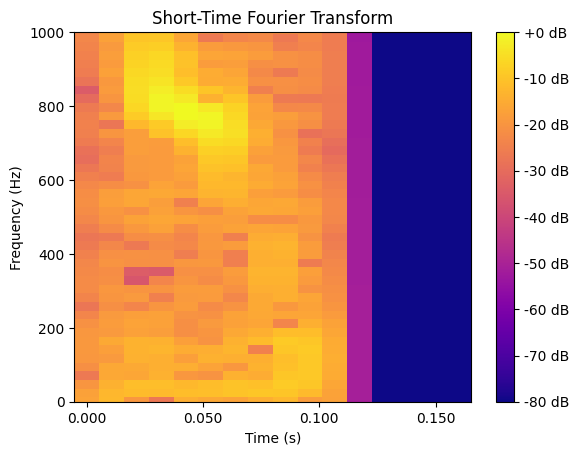 Short-Time Fourier Transform
1000
800
600
400
200
0
Frequency (Hz)
0.000
0.050
0.100
0.150
Time (s)
+0 dB
-10 dB
-20 dB
-30 dB
-40 dB
-50 dB
-60 dB
-70 dB
-80 dB